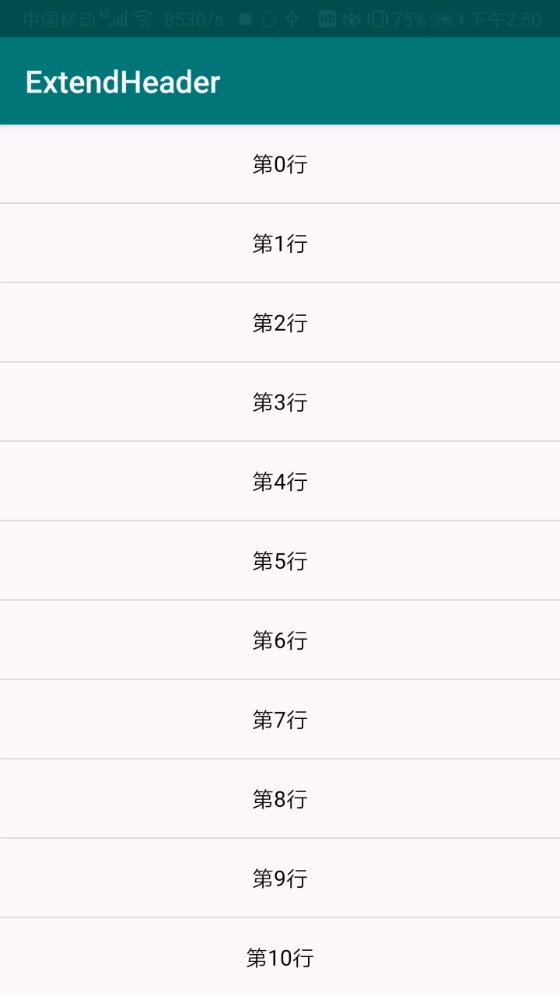 中国移动 4G 853B/s HD 75% 下午2:50
ExtendHeader
第0行
第1行
第2行
第3行
第4行
第5行
第6行
第7行
第8行
第9行
第10行